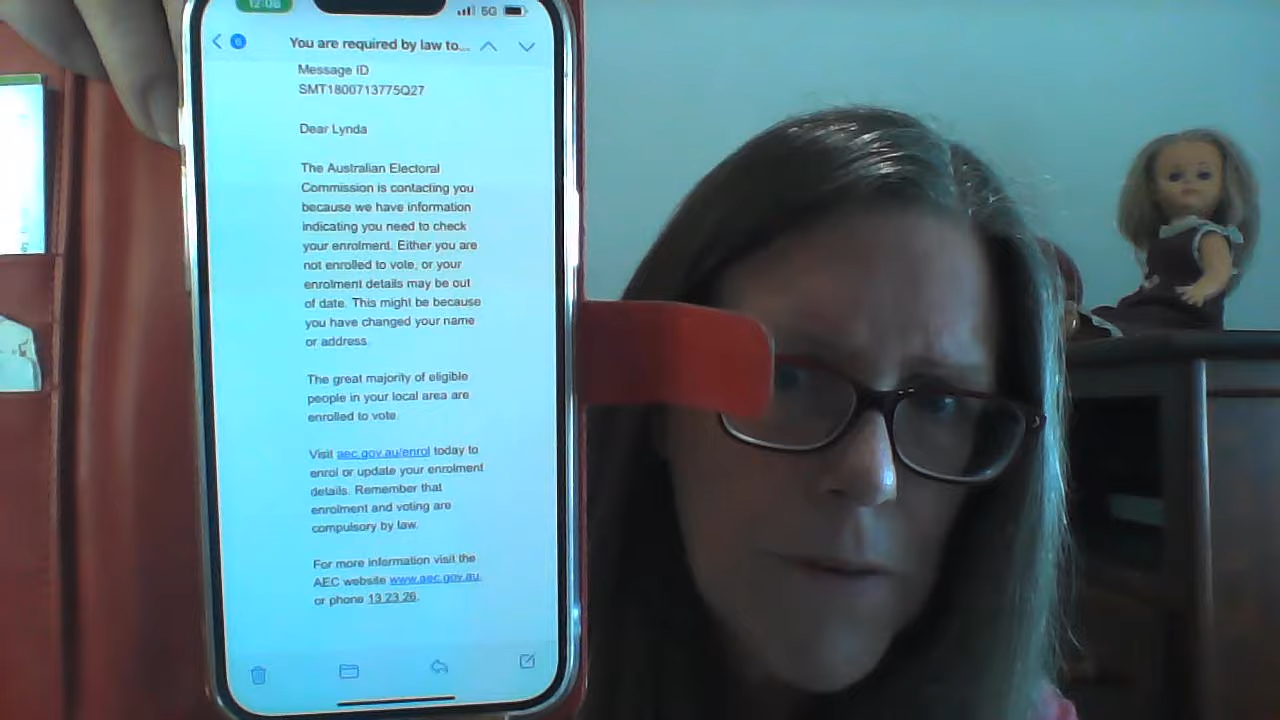 12:08
5G
You are required by law to...
Message ID
SMT1800713775Q27
Dear Lynda
The Australian Electoral
Commission is contacting you
because we have information
indicating you need to check
your enrolment. Either you are
not enrolled to vote, or your
enrolment details may be out
of date. This might be because
you have changed your name
or address.
The great majority of eligible
people in your local area are
enrolled to vote.
Visit aec.gov.au/enrol today to
enrol or update your enrolment
details. Remember that
enrolment and voting are
compulsory by law.
For more information visit the
AEC website www.aec.gov.au
or phone 13 23 26.